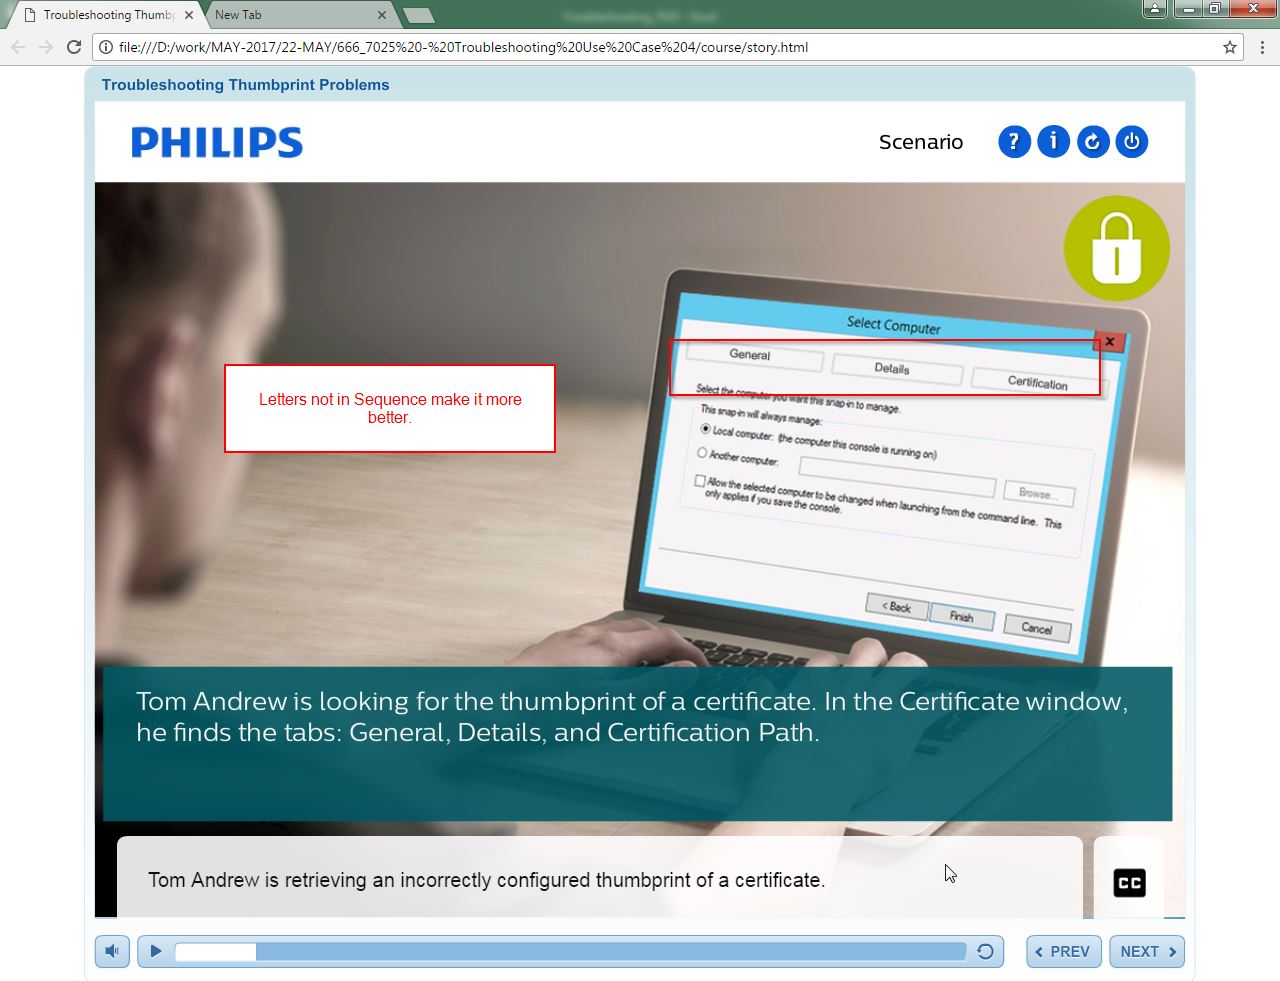 Troubleshooting Thumbp
New Tab
file:///D:/work/MAY-2017/22-MAY/666_7025%20-%20Troubleshooting%20Use%20Case%204/course/story.html
Troubleshooting Thumbprint Problems
PHILIPS
Scenario
Select Computer
General
Details
Certification
Letters not in Sequence make it more
better.
Select the computer you want this snap-in to manage.
This snap-in will always manage:
Local computer: (the computer this console is running on)
Another computer:
Browse...
Allow the selected computer to be changed when launching from the command line. This
only applies if you save the console.
< Back
Finish
Cancel
Tom Andrew is looking for the thumbprint of a certificate. In the Certificate window,
he finds the tabs: General, Details, and Certification Path.
Tom Andrew is retrieving an incorrectly configured thumbprint of a certificate.
CC
PREV
NEXT